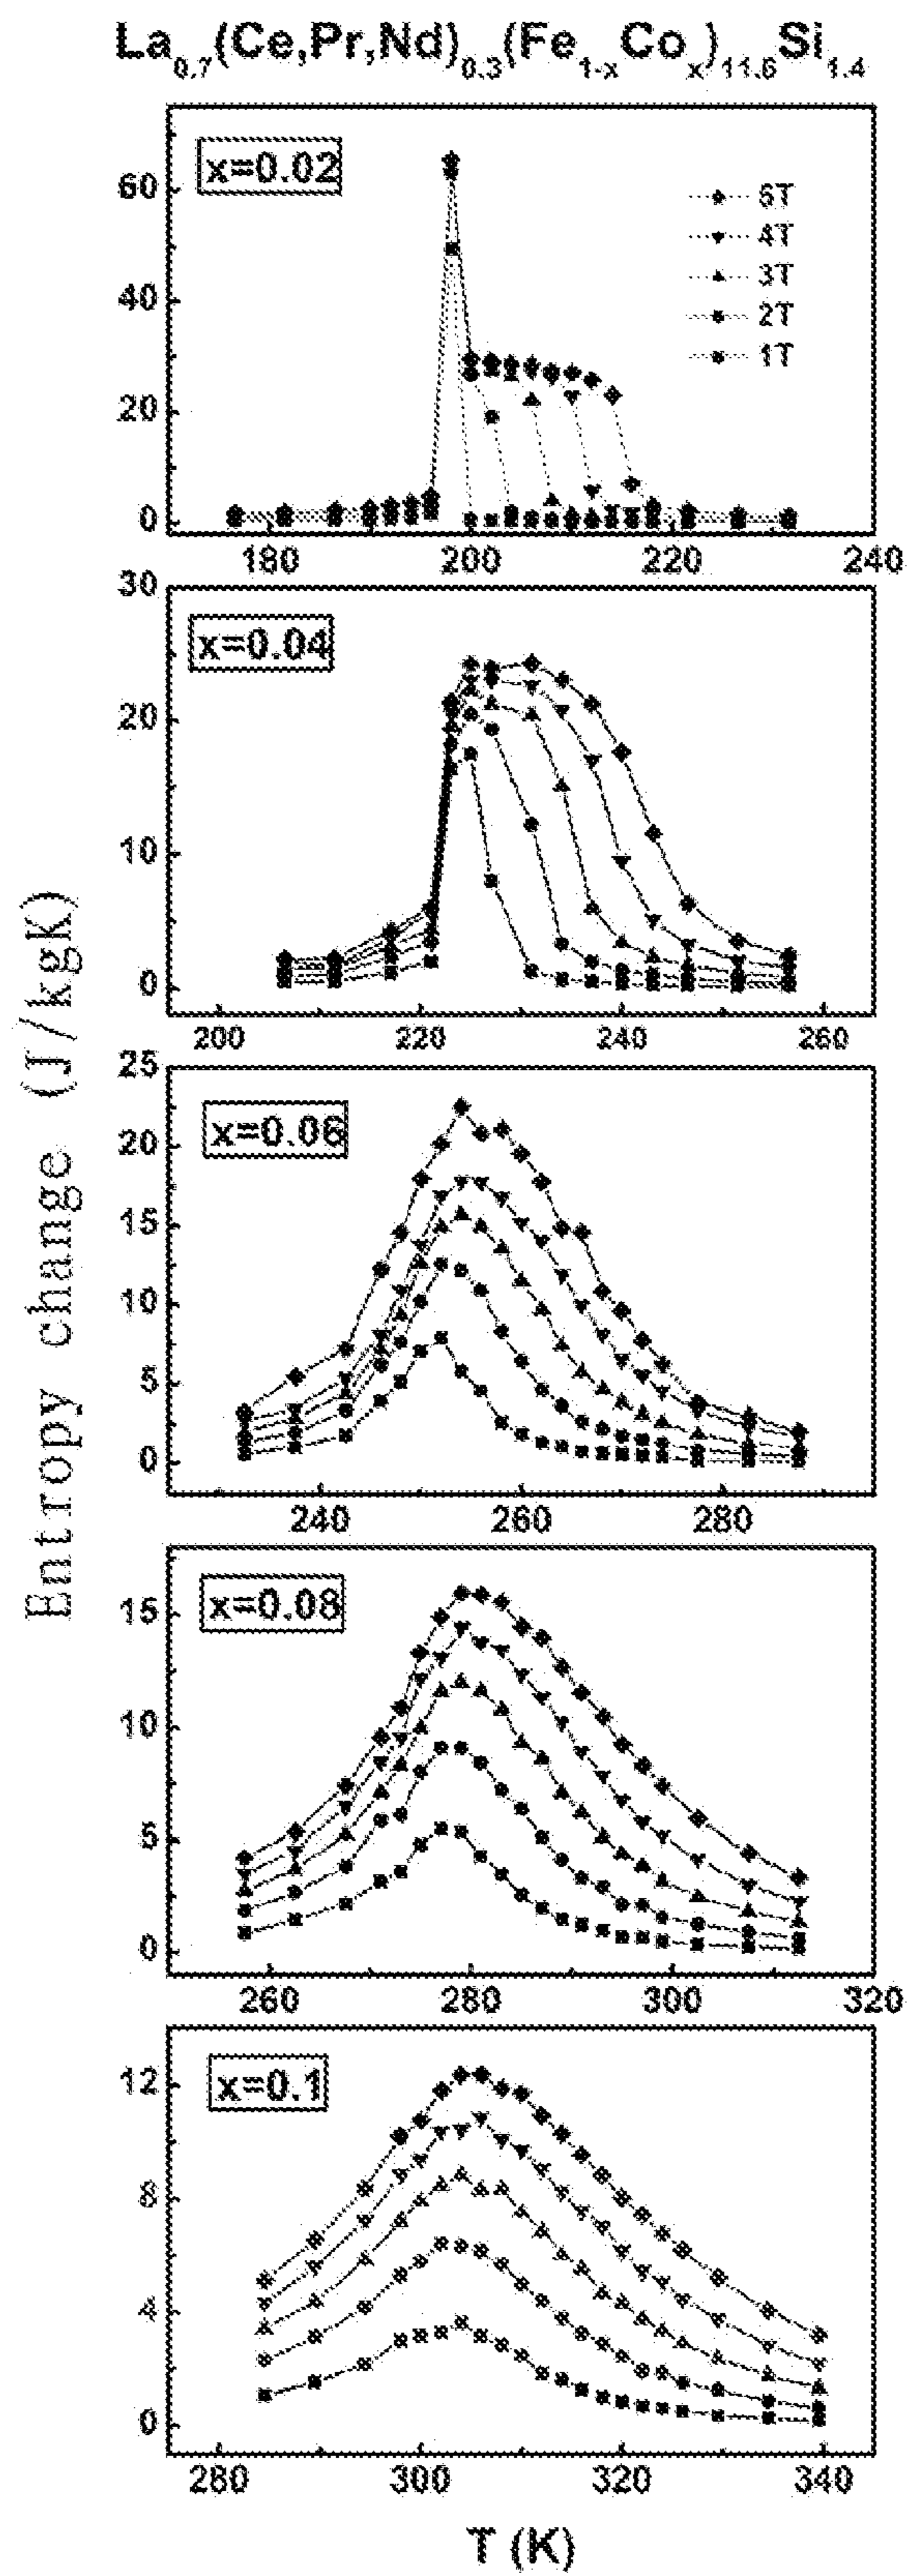 La0.7(Ce,Pr,Nd)0.3(Fe1-xCox)11.6Si1.4
Entropy change (J/kgK)
x=0.02
60
40
20
0
5T
4T
3T
2T
1T
180 200 220 240
x=0.04
30
20
10
0
200 220 240 260
x=0.06
25
20
15
10
5
0
240 260 280
x=0.08
15
10
5
0
260 280 300 320
x=0.1
12
8
4
0
280 300 320 340
T (K)